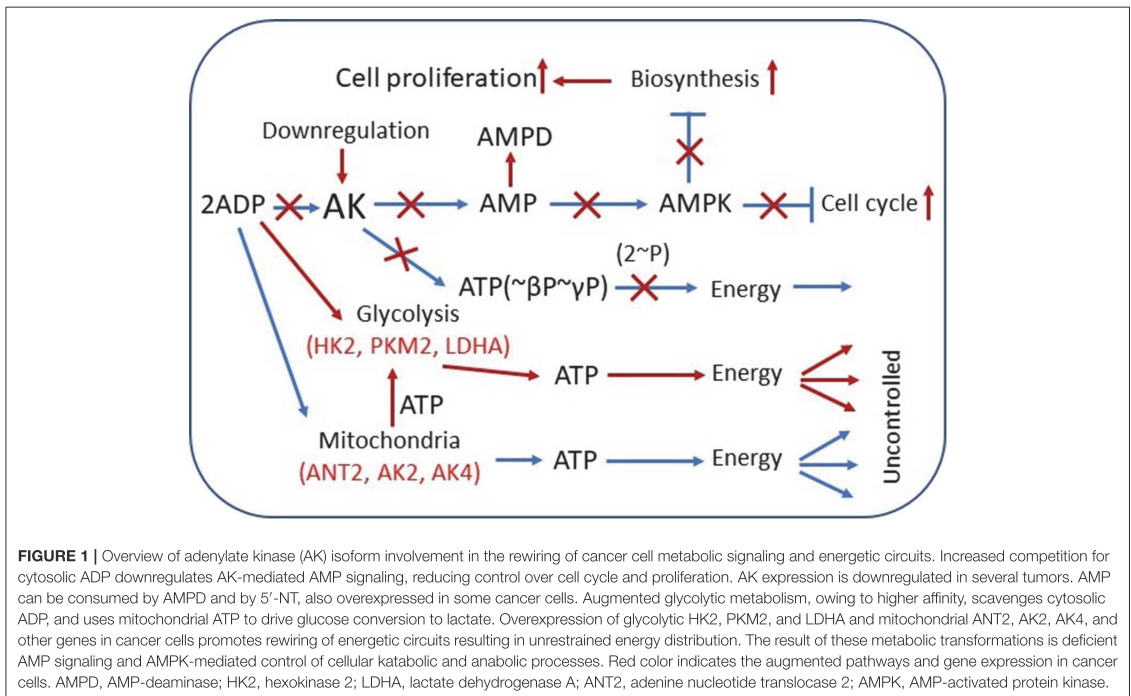 Cell proliferation Biosynthesis
Downregulation
AMPD
2ADP AK AMP AMPK Cell cycle
(2~P)
ATP(~βP~γP) Energy
Glycolysis
(HK2, PKM2, LDHA)
ATP Energy
ATP
Mitochondria
(ANT2, AK2, AK4)
ATP Energy
Uncontrolled
FIGURE 1 | Overview of adenylate kinase (AK) isoform involvement in the rewiring of cancer cell metabolic signaling and energetic circuits. Increased competition for
cytosolic ADP downregulates AK-mediated AMP signaling, reducing control over cell cycle and proliferation. AK expression is downregulated in several tumors. AMP
can be consumed by AMPD and by 5′-NT, also overexpressed in some cancer cells. Augmented glycolytic metabolism, owing to higher affinity, scavenges cytosolic
ADP, and uses mitochondrial ATP to drive glucose conversion to lactate. Overexpression of glycolytic HK2, PKM2, and LDHA and mitochondrial ANT2, AK2, AK4, and
other genes in cancer cells promotes rewiring of energetic circuits resulting in unrestrained energy distribution. The result of these metabolic transformations is deficient
AMP signaling and AMPK-mediated control of cellular katabolic and anabolic processes. Red color indicates the augmented pathways and gene expression in cancer
cells. AMPD, AMP-deaminase; HK2, hexokinase 2; LDHA, lactate dehydrogenase A; ANT2, adenine nucleotide translocase 2; AMPK, AMP-activated protein kinase.